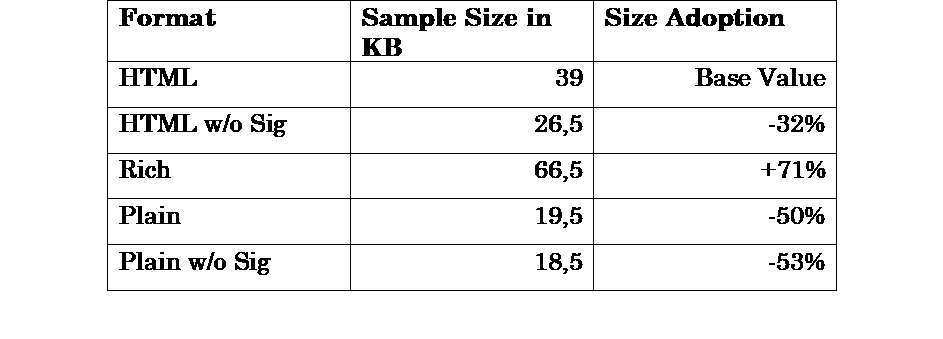 Format Sample Size in KB Size Adoption
HTML 39 Base Value
HTML w/o Sig 26,5 -32%
Rich 66,5 +71%
Plain 19,5 -50%
Plain w/o Sig 18,5 -53%